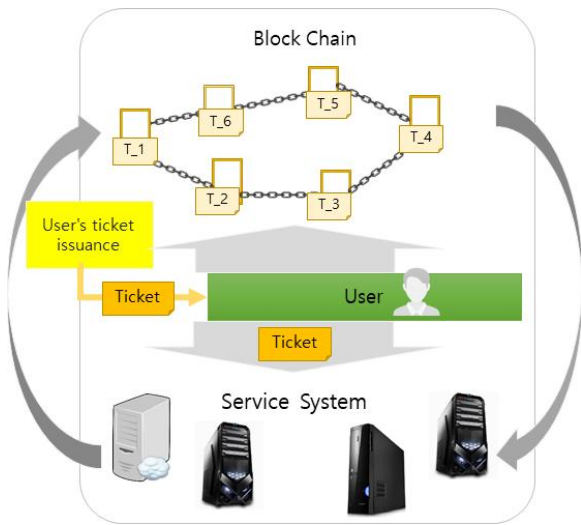 Block Chain
T_5
T_6
T_4
T_1
T_2
T_3
User's ticket
issuance
Ticket
User
Ticket
Service System